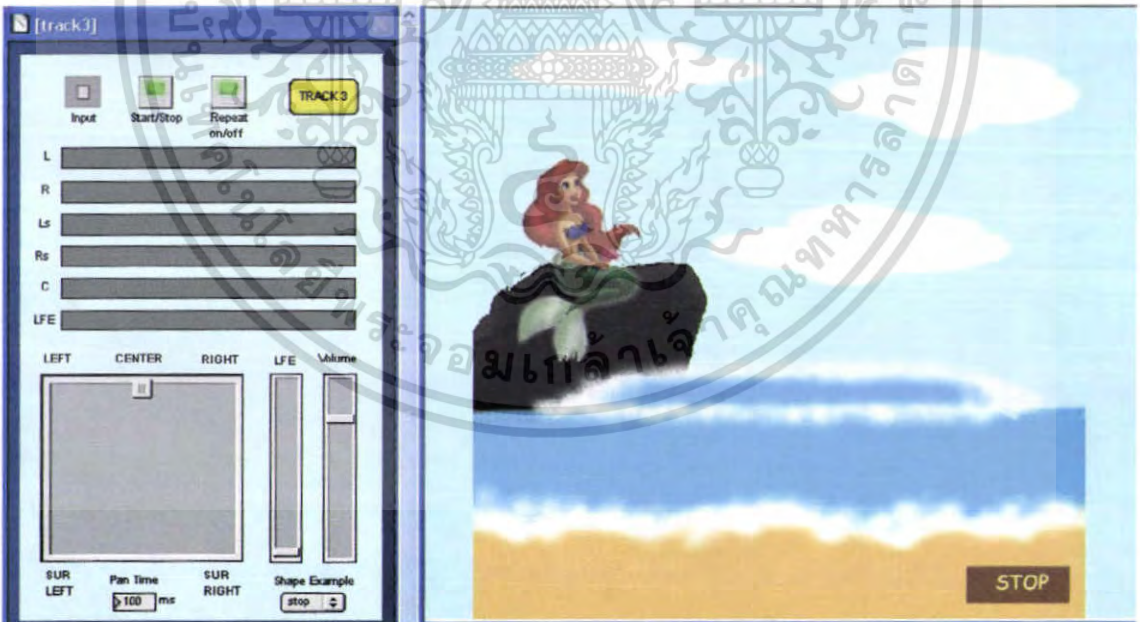 [track3]
Input Start/Stop Repeat on/off TRACK 3
L
R
Ls
Rs
C
LFE
LEFT CENTER RIGHT LFE Volume
SUR LEFT Pan Time SUR RIGHT Shape Example
100 ms stop
STOP